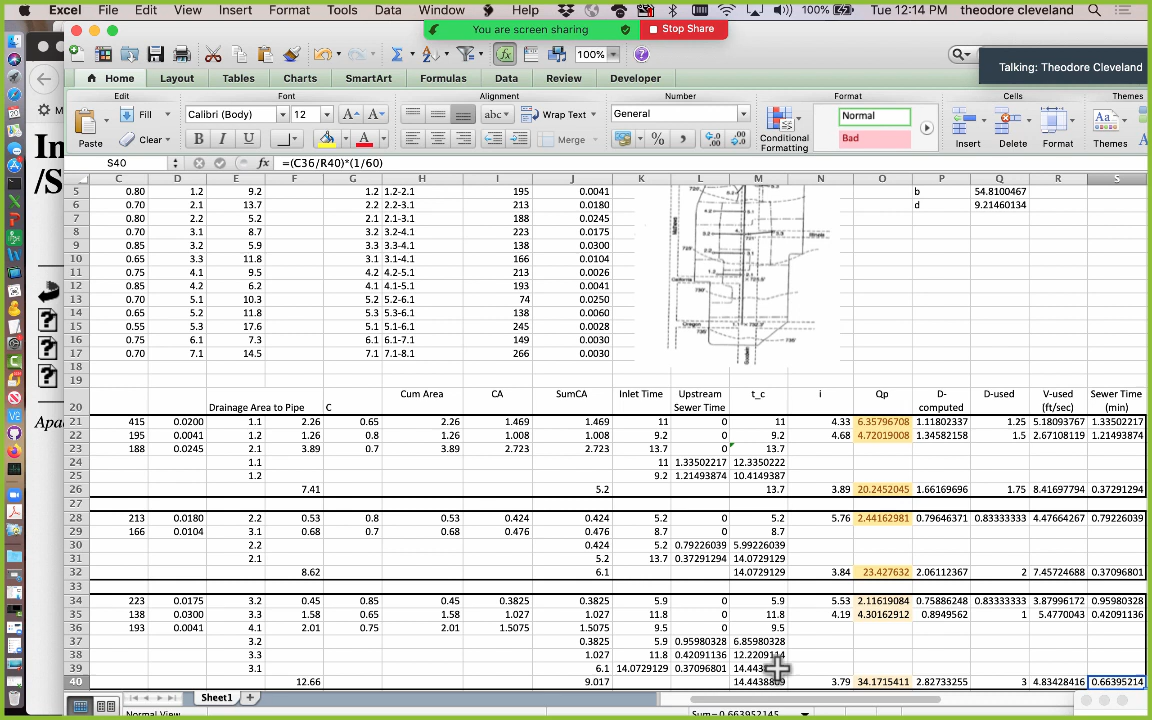 Excel File Edit View Insert Format Tools Data Window Help 100% Tue 12:14 PM theodore cleveland
You are screen sharing Stop Share
100%
Talking: Theodore Cleveland
Home Layout Tables Charts SmartArt Formulas Data Review Developer
Edit Font Alignment Number Format Cells Themes
Fill Calibri (Body) 12 A A abc Wrap Text General Normal
Paste Clear B I U A Merge % Conditional Formatting Bad Insert Delete Format Themes Aa
S40 fx =(C36/R40)*(1/60)
C D E F G H I J K L M N O P Q R S
5 0.80 1.2 9.2 1.2 1.2-2.1 195 0.0041 b 54.8100467
6 0.70 2.1 13.7 2.2 2.2-3.1 213 0.0180 d 9.21460134
7 0.80 2.2 5.2 2.1 2.1-3.1 188 0.0245
8 0.70 3.1 8.7 3.2 3.2-4.1 223 0.0175
9 0.85 3.2 5.9 3.3 3.3-4.1 138 0.0300
10 0.65 3.3 11.8 3.1 3.1-4.1 166 0.0104
11 0.75 4.1 9.5 4.2 4.2-5.1 213 0.0026
12 0.85 4.2 6.2 4.1 4.1-5.1 193 0.0041
13 0.70 5.1 10.3 5.2 5.2-6.1 74 0.0250
14 0.65 5.2 11.8 5.3 5.3-6.1 138 0.0060
15 0.55 5.3 17.6 5.1 5.1-6.1 245 0.0028
16 0.75 6.1 7.3 6.1 6.1-7.1 149 0.0030
17 0.70 7.1 14.5 7.1 7.1-8.1 266 0.0030
18
19
20 Drainage Area to Pipe C Cum Area CA SumCA Inlet Time Upstream Sewer Time t_c i Qp D-computed D-used V-used (ft/sec) Sewer Time (min)
21 415 0.0200 1.1 2.26 0.65 2.26 1.469 1.469 11 0 11 4.33 6.35796708 1.11802337 1.25 5.18093767 1.33502217
22 195 0.0041 1.2 1.26 0.8 1.26 1.008 1.008 9.2 0 9.2 4.68 4.72019008 1.34582158 1.5 2.67108119 1.21493874
23 188 0.0245 2.1 3.89 0.7 3.89 2.723 2.723 13.7 0 13.7
24 1.1 11 1.33502217 12.3350222
25 1.2 9.2 1.21493874 10.4149387
26 7.41 5.2 13.7 3.89 20.2452045 1.66169696 1.75 8.41697794 0.37291294
27
28 213 0.0180 2.2 0.53 0.8 0.53 0.424 0.424 5.2 0 5.2 5.76 2.44162981 0.79646371 0.83333333 4.47664267 0.79226039
29 166 0.0104 3.1 0.68 0.7 0.68 0.476 0.476 8.7 0 8.7
30 2.2 0.424 5.2 0.79226039 5.99226039
31 2.1 5.2 13.7 0.37291294 14.0729129
32 8.62 6.1 14.0729129 3.84 23.427632 2.06112367 2 7.45724688 0.37096801
33
34 223 0.0175 3.2 0.45 0.85 0.45 0.3825 0.3825 5.9 0 5.9 5.53 2.11619084 0.75886248 0.83333333 3.87996172 0.95980328
35 138 0.0300 3.3 1.58 0.65 1.58 1.027 1.027 11.8 0 11.8 4.19 4.30162912 0.8949562 1 5.4770043 0.42091136
36 193 0.0041 4.1 2.01 0.75 2.01 1.5075 1.5075 9.5 0 9.5
37 3.2 0.3825 5.9 0.95980328 6.85980328
38 3.3 1.027 11.8 0.42091136 12.2209114
39 3.1 6.1 14.0729129 0.37096801
40 12.66 9.017 14.4438809 3.79 34.1715411 2.82733255 3 4.83428416 0.66395214
Sheet1
Normal View Sum=0.663952145